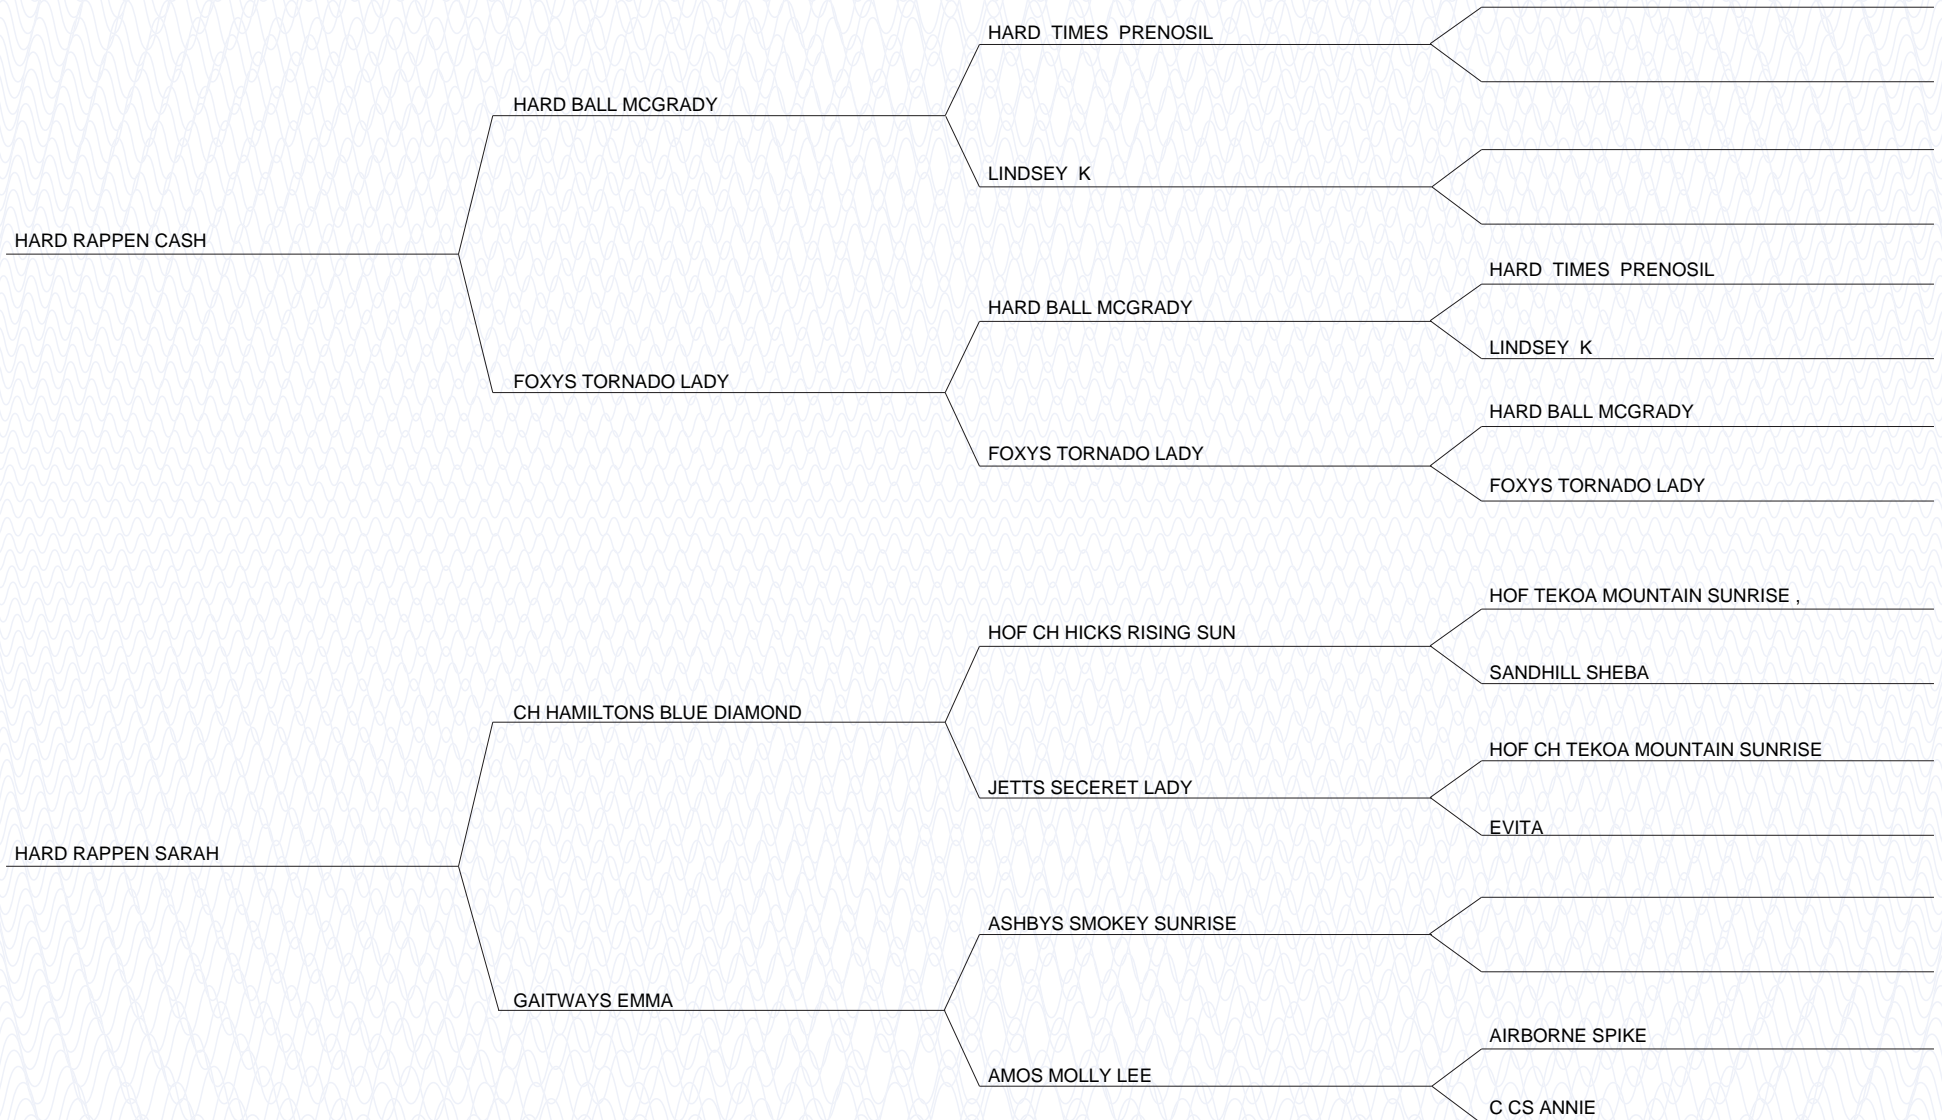 HARD TIMES PRENOSIL
HARD BALL MCGRADY
LINDSEY K
HARD RAPPEN CASH
HARD TIMES PRENOSIL
HARD BALL MCGRADY
LINDSEY K
FOXYS TORNADO LADY
HARD BALL MCGRADY
FOXYS TORNADO LADY
FOXYS TORNADO LADY
HOF TEKOA MOUNTAIN SUNRISE ,
HOF CH HICKS RISING SUN
SANDHILL SHEBA
CH HAMILTONS BLUE DIAMOND
HOF CH TEKOA MOUNTAIN SUNRISE
JETTS SECERET LADY
EVITA
HARD RAPPEN SARAH
ASHBYS SMOKEY SUNRISE
GAITWAYS EMMA
AIRBORNE SPIKE
AMOS MOLLY LEE
C CS ANNIE